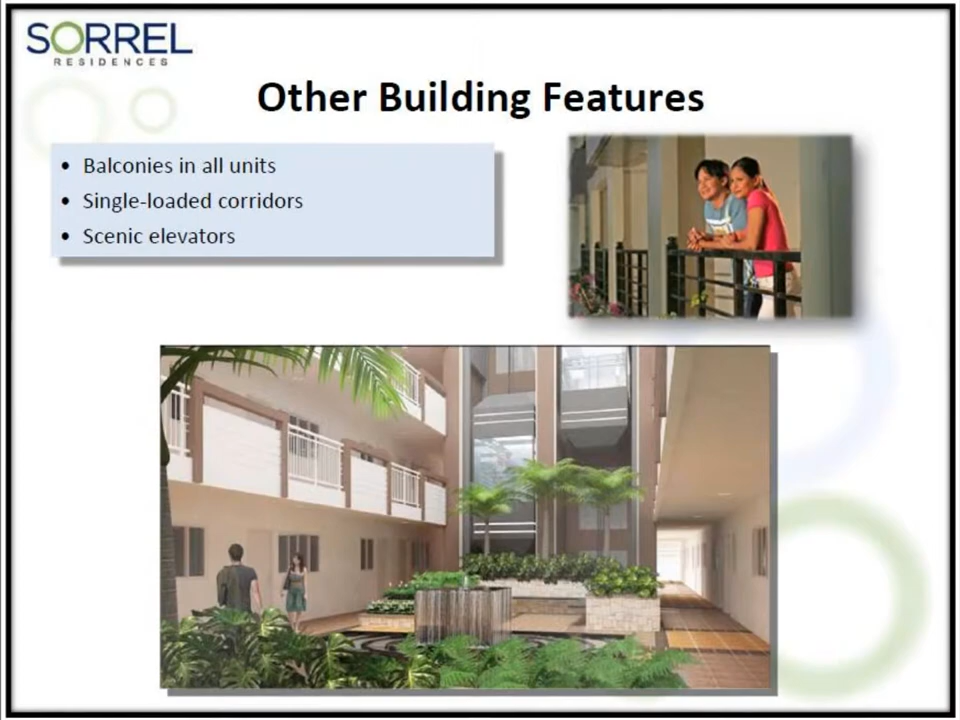 SORREL
RESIDENCES
Other Building Features
• Balconies in all units
• Single-loaded corridors
• Scenic elevators